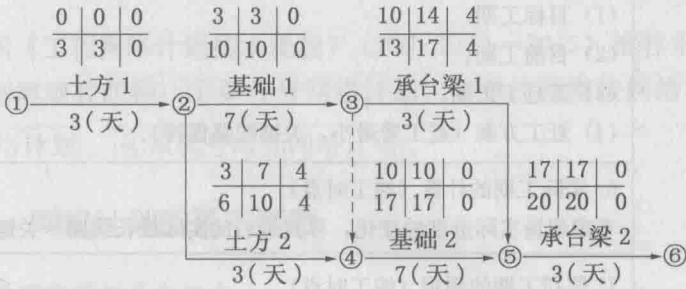 0 0 0 3 3 0 10 14 4
3 3 0 10 10 0 13 17 4
土方 基础1 承台梁1
① ② ③
3(天) 7(天) 3(天)
3 7 4 10 10 0 17 17 0
6 10 4 17 17 0 20 20 0
土方2 基础2 承台梁2
④ ⑤ ⑥
3(天) 7(天) 3(天)